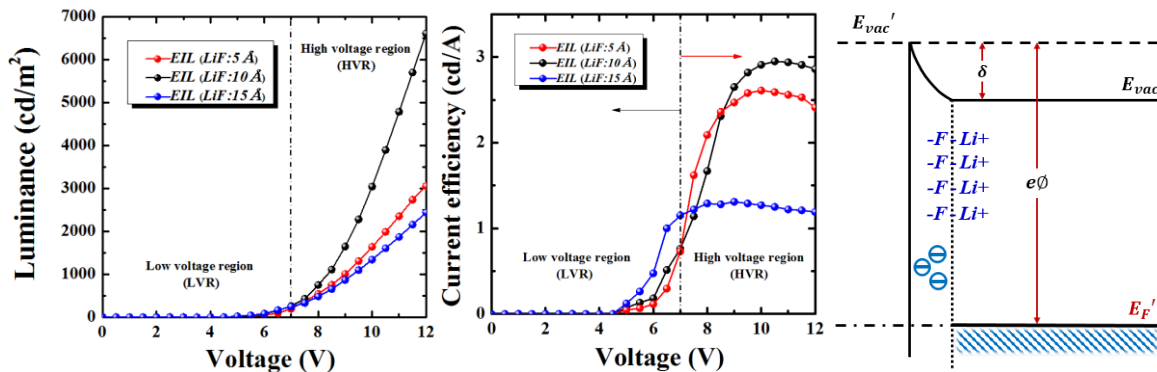 7000
6000
5000
4000
3000
2000
1000
0
Luminance (cd/m²)
EIL (LiF:5 Å)
EIL (LiF:10 Å)
EIL (LiF:15 Å)
High voltage region
(HVR)
Low voltage region
(LVR)
0 2 4 6 8 10 12
Voltage (V)
3
2
1
0
Current efficiency (cd/A)
EIL (LiF:5 Å)
EIL (LiF:10 Å)
EIL (LiF:15 Å)
Low voltage region
(LVR)
High voltage region
(HVR)
0 2 4 6 8 10 12
Voltage (V)
Evac′
δ
Evac
-F -Li+
-F -Li+
-F -Li+
-F -Li+
eØ
EF′